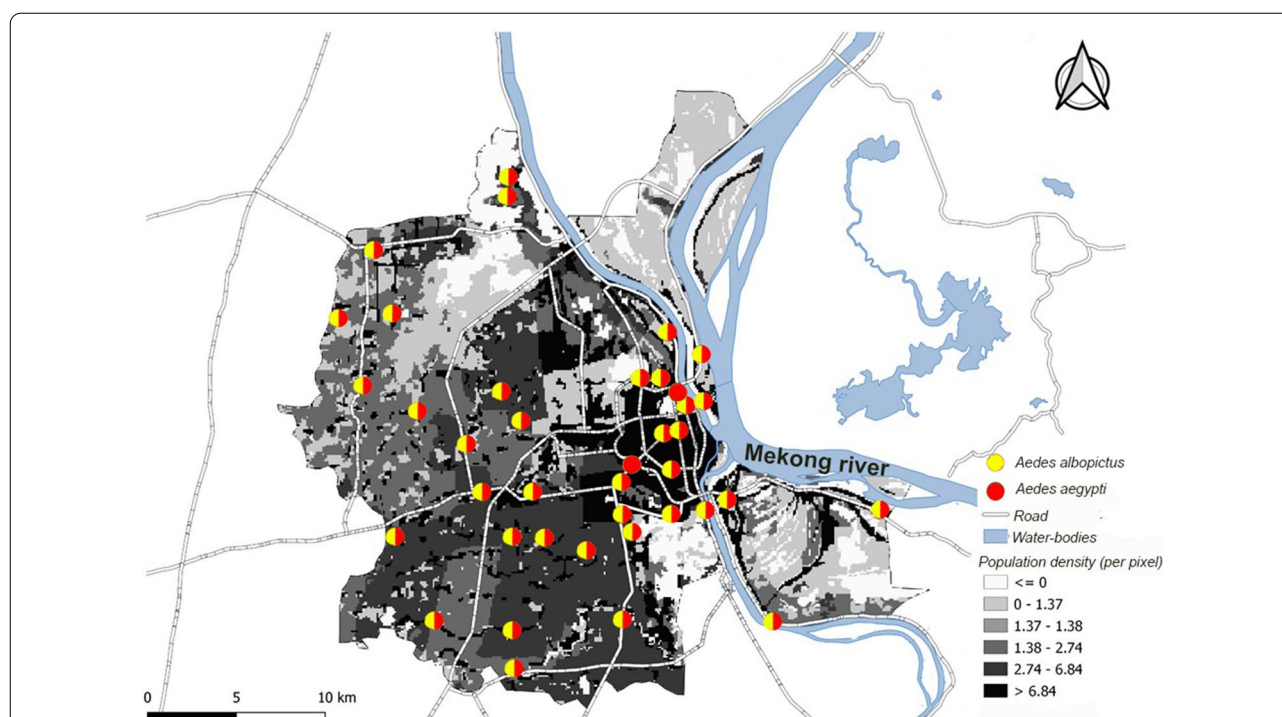 Mekong river
Aedes albopictus
Aedes aegypti
Road
Water-bodies
Population density (per pixel)
<= 0
0 - 1.37
1.37 - 1.38
1.38 - 2.74
2.74 - 6.84
> 6.84
0 5 10 km